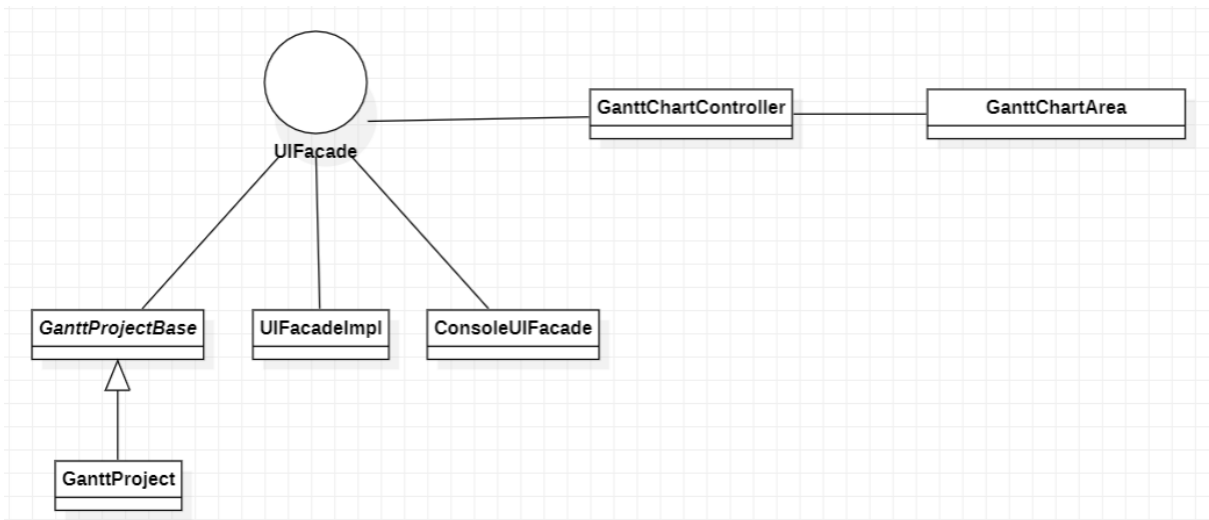 UIFacade
GanttChartController
GanttChartArea
GanttProjectBase
UIFacadeImpl
ConsoleUIFacade
GanttProject